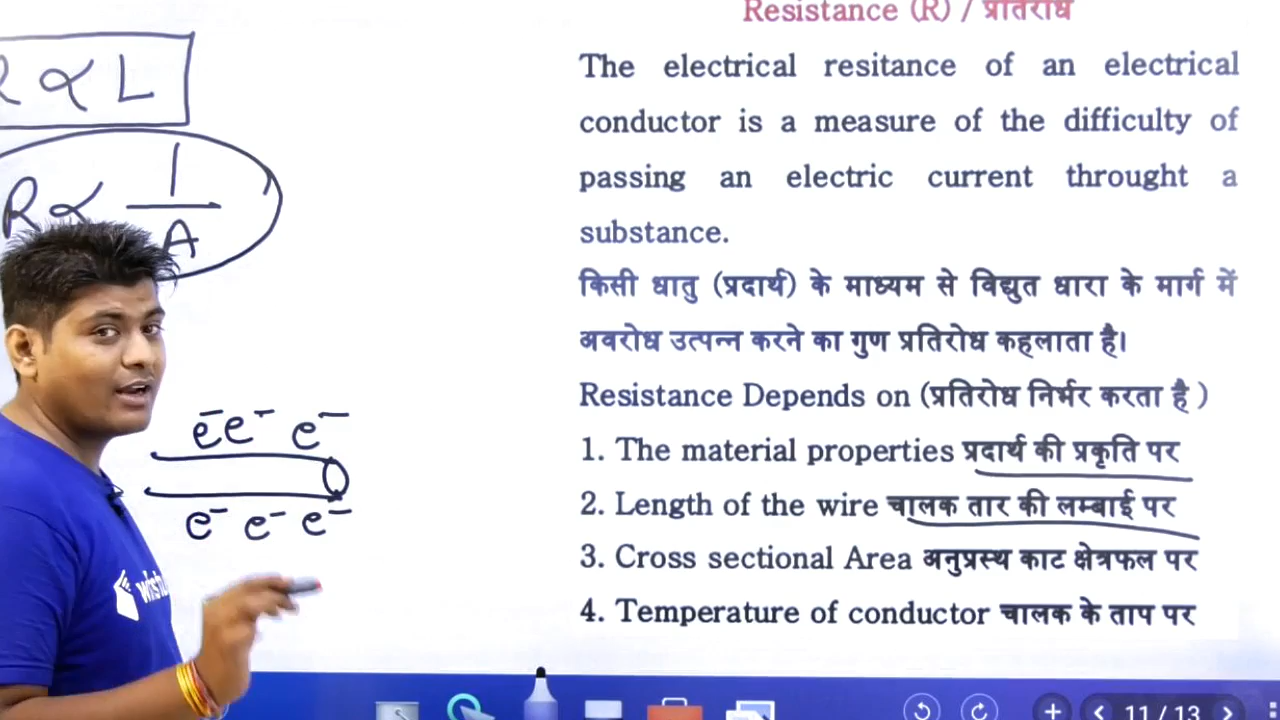 Resistance (R) / प्रतिरोध
The electrical resitance of an electrical
conductor is a measure of the difficulty of
passing an electric current throught a
substance.
किसी धातु (प्रदार्थ) के माध्यम से विद्युत धारा के मार्ग में
अवरोध उत्पन्न करने का गुण प्रतिरोध कहलाता है।
Resistance Depends on (प्रतिरोध निर्भर करता है )
1. The material properties प्रदार्थ की प्रकृति पर
2. Length of the wire चालक तार की लम्बाई पर
3. Cross sectional Area अनुप्रस्थ काट क्षेत्रफल पर
4. Temperature of conductor चालक के ताप पर
R ∝ L
R ∝ 1/A
e⁻ e⁻ e⁻
e⁻ e⁻ e⁻
11 / 13